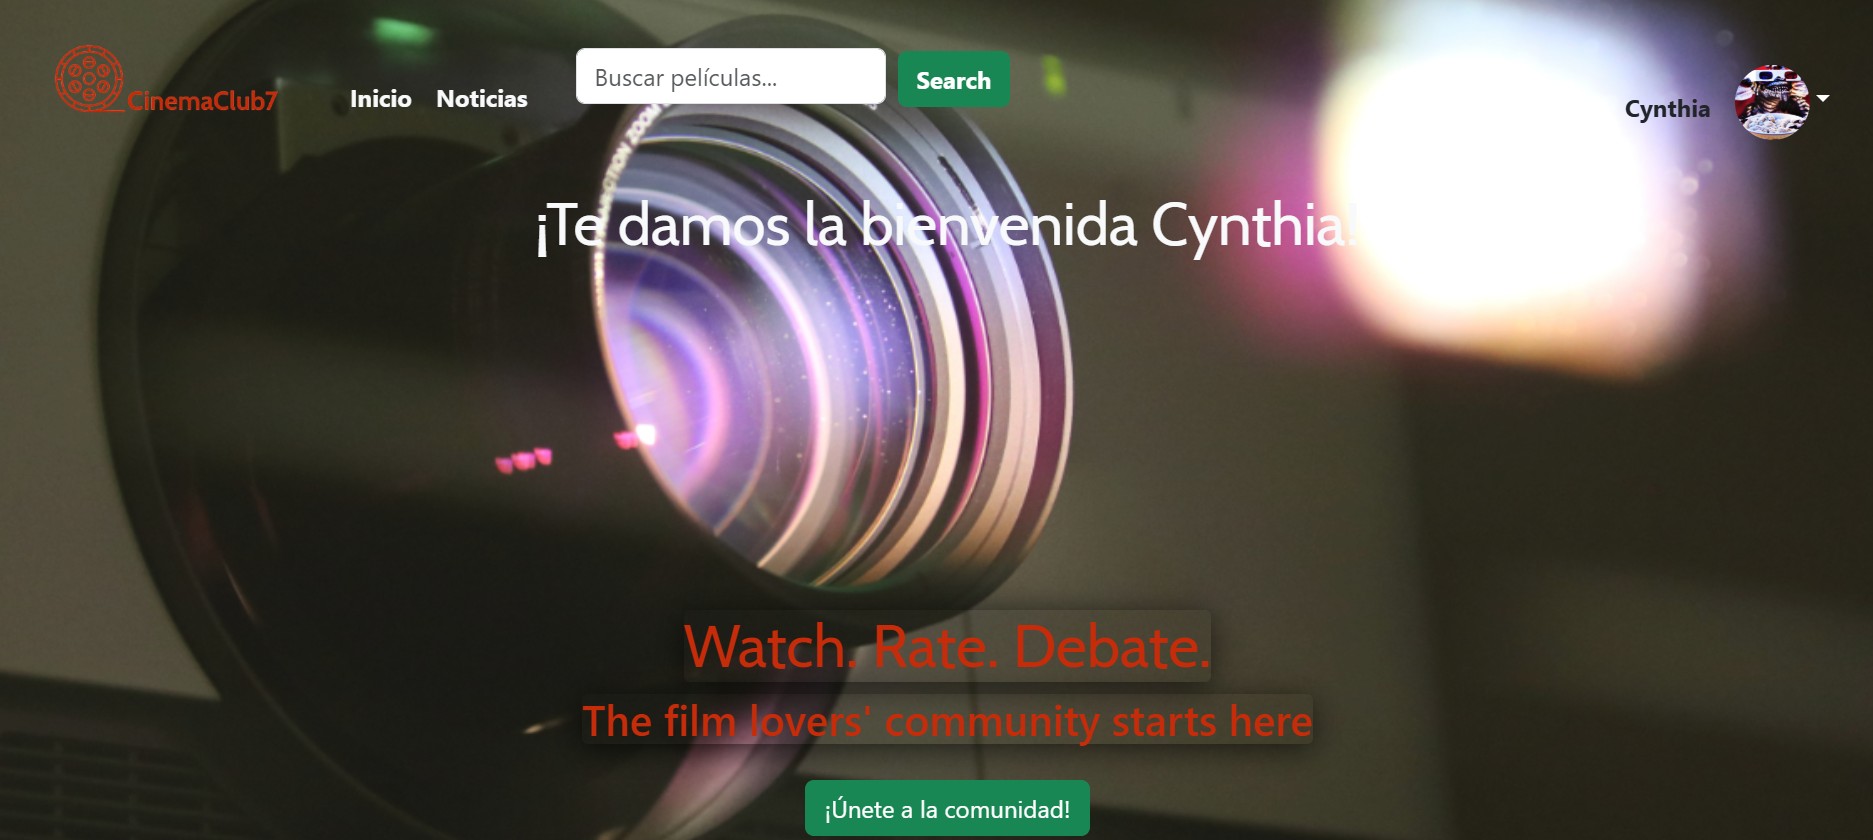 CinemaClub7
Inicio
Noticias
Buscar películas...
Search
Cynthia
ZOOM
¡Te damos la bienvenida Cynthia!
Watch. Rate. Debate.
The film lovers' community starts here
¡Únete a la comunidad!